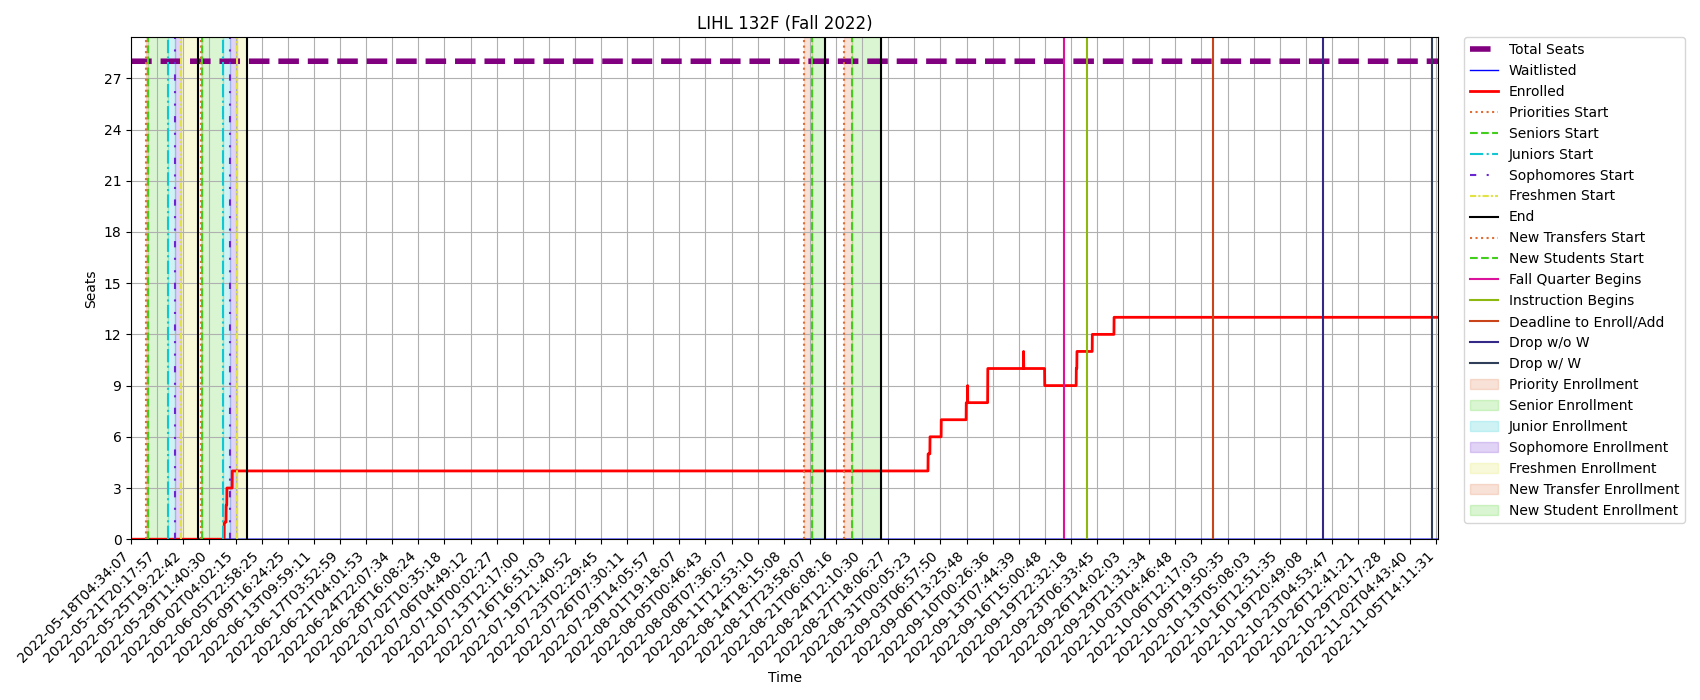 LIHL 132F (Fall 2022)
Seats
27
24
21
18
15
12
9
6
3
0
2022-05-18T04:34:07
2022-05-21T20:17:57
2022-05-25T19:22:42
2022-05-29T11:40:30
2022-06-02T04:02:15
2022-06-05T22:58:25
2022-06-09T16:24:25
2022-06-13T09:59:11
2022-06-17T03:52:59
2022-06-21T04:01:53
2022-06-24T22:07:34
2022-06-28T16:08:24
2022-07-02T10:35:18
2022-07-06T04:49:12
2022-07-10T00:02:27
2022-07-13T12:17:00
2022-07-16T16:51:03
2022-07-19T21:40:52
2022-07-23T02:29:45
2022-07-26T07:30:11
2022-07-29T14:05:57
2022-08-01T19:18:07
2022-08-05T00:46:43
2022-08-08T07:36:07
2022-08-11T12:53:10
2022-08-14T18:15:08
2022-08-17T23:58:07
2022-08-21T06:08:16
2022-08-24T12:10:30
2022-08-27T18:06:27
2022-08-31T00:05:23
2022-09-03T06:57:50
2022-09-06T13:25:48
2022-09-10T00:26:36
2022-09-13T07:44:39
2022-09-16T15:00:48
2022-09-19T22:32:18
2022-09-23T06:33:45
2022-09-26T14:02:03
2022-09-29T21:31:34
2022-10-03T04:46:48
2022-10-06T12:17:03
2022-10-09T19:50:35
2022-10-13T05:08:03
2022-10-16T12:51:35
2022-10-19T20:49:08
2022-10-23T04:53:47
2022-10-26T12:41:21
2022-10-29T20:17:28
2022-11-02T04:43:40
2022-11-05T14:11:31
Time
Total Seats
Waitlisted
Enrolled
Priorities Start
Seniors Start
Juniors Start
Sophomores Start
Freshmen Start
End
New Transfers Start
New Students Start
Fall Quarter Begins
Instruction Begins
Deadline to Enroll/Add
Drop w/o W
Drop w/ W
Priority Enrollment
Senior Enrollment
Junior Enrollment
Sophomore Enrollment
Freshmen Enrollment
New Transfer Enrollment
New Student Enrollment